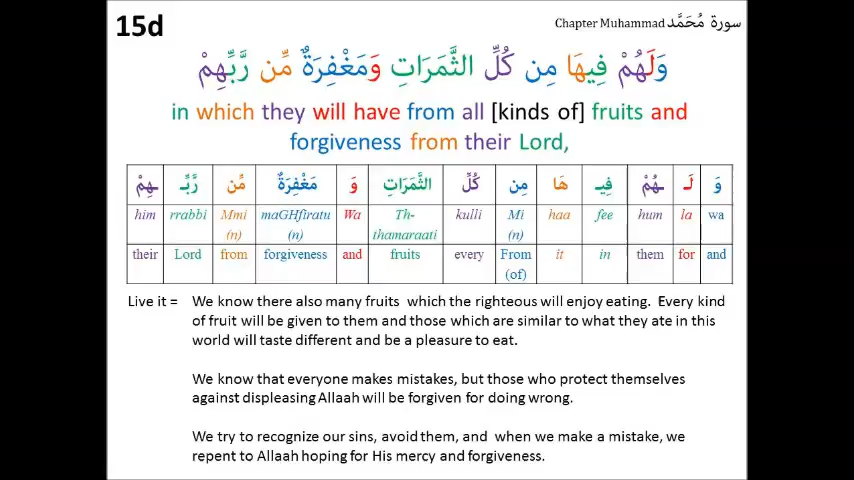 15d
Chapter Muhammad سورة مُحَمَّد
وَلَهُمْ فِيهَا مِن كُلِّ الثَّمَرَاتِ وَمَغْفِرَةٌ مِّن رَّبِّهِمْ
in which they will have from all [kinds of] fruits and
forgiveness from their Lord,
ـهِمْ رَّبِّـ مِّن مَغْفِرَةٌ وَ الثَّمَرَاتِ كُلِّ مِن هَا فِيـ ـهُمْ لَـ وَ
him rrabbi Mmi (n) maGHfiratu (n) Wa Th-thamaraati kulli Mi (n) haa fee hum la wa
their Lord from forgiveness and fruits every From (of) it in them for and
Live it = We know there also many fruits which the righteous will enjoy eating. Every kind
of fruit will be given to them and those which are similar to what they ate in this
world will taste different and be a pleasure to eat.
We know that everyone makes mistakes, but those who protect themselves
against displeasing Allaah will be forgiven for doing wrong.
We try to recognize our sins, avoid them, and when we make a mistake, we
repent to Allaah hoping for His mercy and forgiveness.